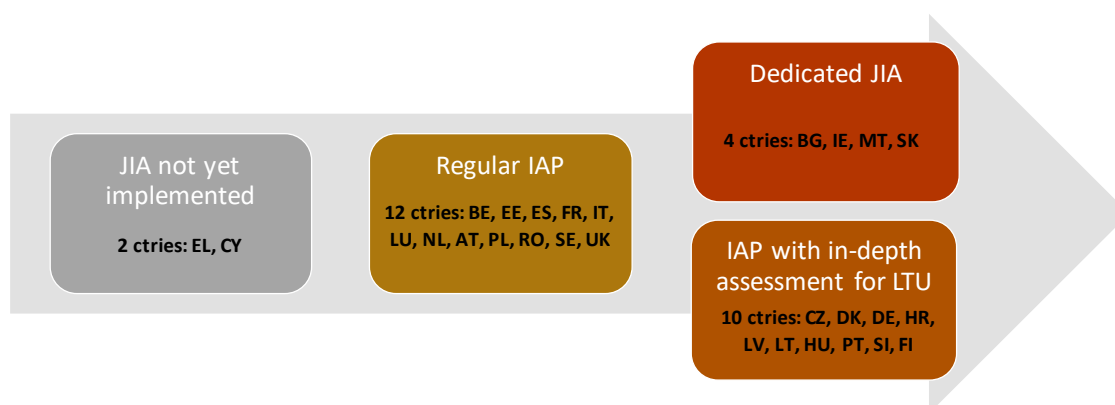 JIA not yet
implemented
2 ctries: EL, CY
Regular IAP
12 ctries: BE, EE, ES, FR, IT,
LU, NL, AT, PL, RO, SE, UK
Dedicated JIA
4 ctries: BG, IE, MT, SK
IAP with in-depth
assessment for LTU
10 ctries: CZ, DK, DE, HR,
LV, LT, HU, PT, SI, FI